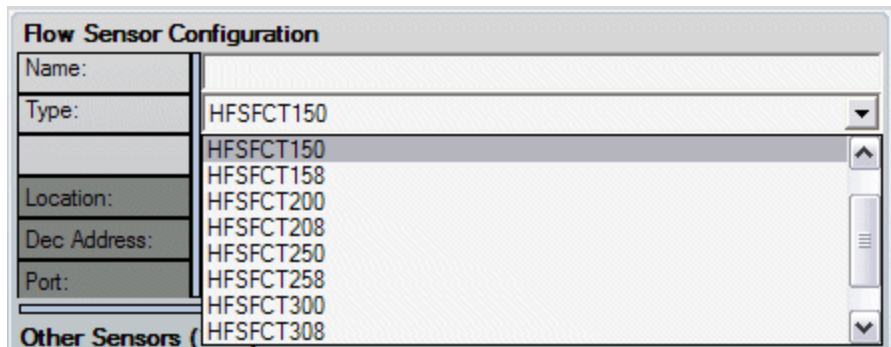 Flow Sensor Configuration
Name:
Type: HFSFCT150
HFSFCT150
HFSFCT158
Location: HFSFCT200
HFSFCT208
Dec Address: HFSFCT250
HFSFCT258
Port: HFSFCT300
Other Sensors ( HFSFCT308